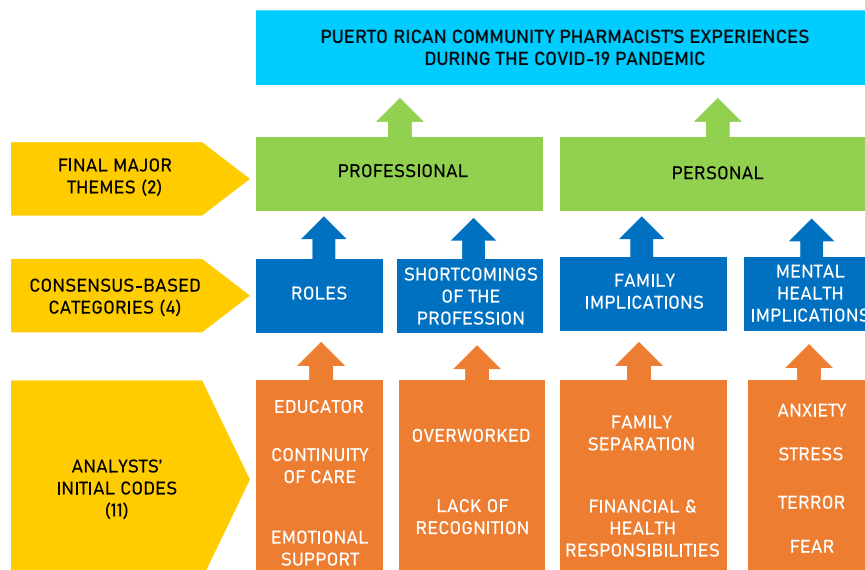 PUERTO RICAN COMMUNITY PHARMACIST'S EXPERIENCES
DURING THE COVID-19 PANDEMIC
FINAL MAJOR
THEMES (2)
PROFESSIONAL
PERSONAL
CONSENSUS-BASED
CATEGORIES (4)
ROLES
SHORTCOMINGS
OF THE
PROFESSION
FAMILY
IMPLICATIONS
MENTAL
HEALTH
IMPLICATIONS
ANALYSTS'
INITIAL CODES
(11)
EDUCATOR
CONTINUITY
OF CARE
EMOTIONAL
SUPPORT
OVERWORKED
LACK OF
RECOGNITION
FAMILY
SEPARATION
FINANCIAL &
HEALTH
RESPONSIBILITIES
ANXIETY
STRESS
TERROR
FEAR